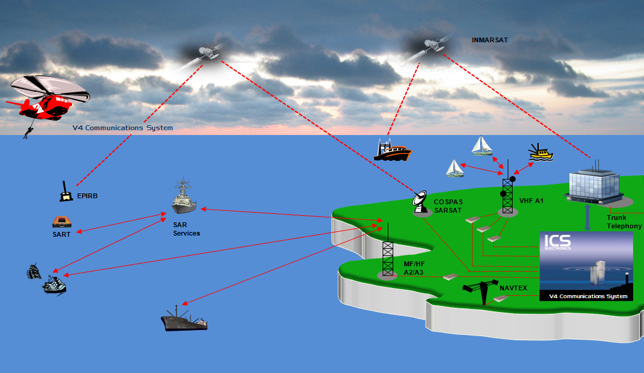 INMARSAT
V4 Communications System
EPIRB
SART
SAR
Services
COSPAS
SARSAT
VHF A1
Trunk
Telephony
ICS
ELECTRONICS
MF/HF
A2/A3
NAVTEX
V4 Communications System